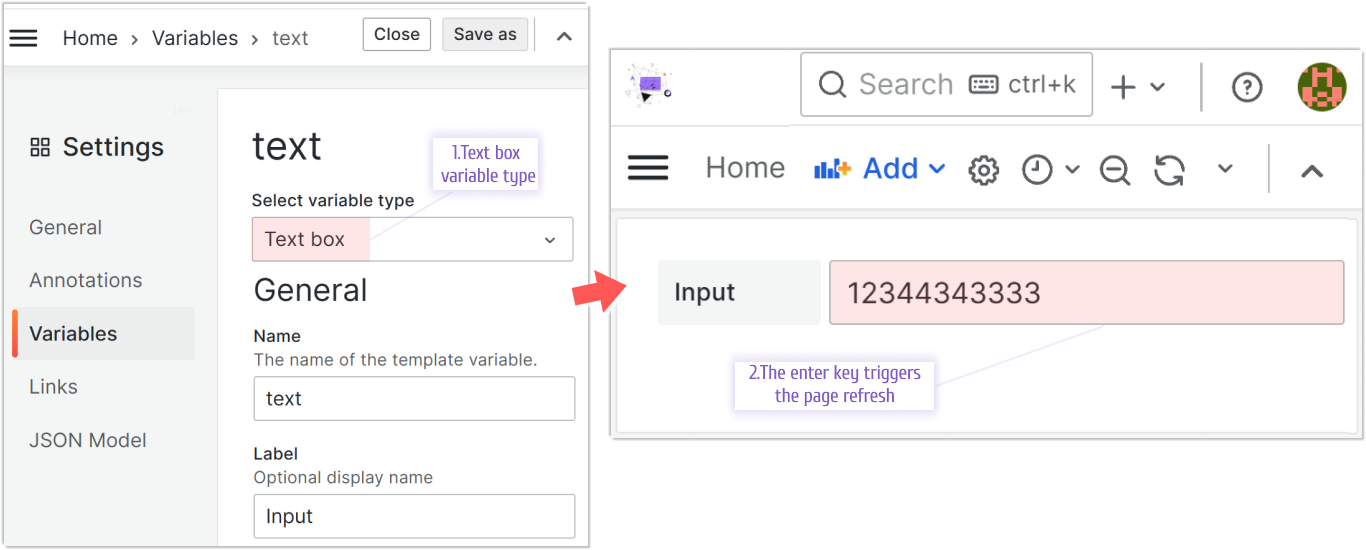 Home › Variables › text
Close
Save as
Settings
General
Annotations
Variables
Links
JSON Model
text
1.Text box
variable type
Select variable type
Text box
General
Name
The name of the template variable.
text
Label
Optional display name
Input
Search ctrl+k
Home
Add
Input
12344343333
2.The enter key triggers
the page refresh